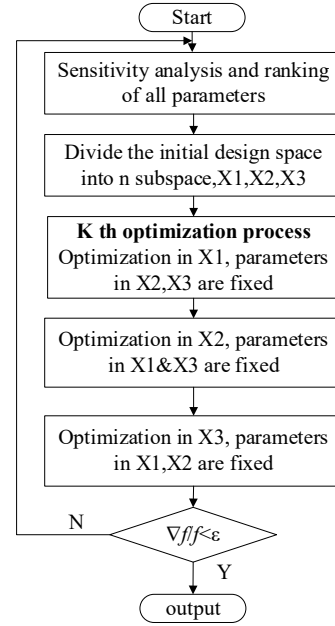 Start
Sensitivity analysis and ranking
of all parameters
Divide the initial design space
into n subspace,X1,X2,X3
K th optimization process
Optimization in X1, parameters
in X2,X3 are fixed
Optimization in X2, parameters
in X1&X3 are fixed
Optimization in X3, parameters
in X1,X2 are fixed
N
∇f/f<ε
Y
output